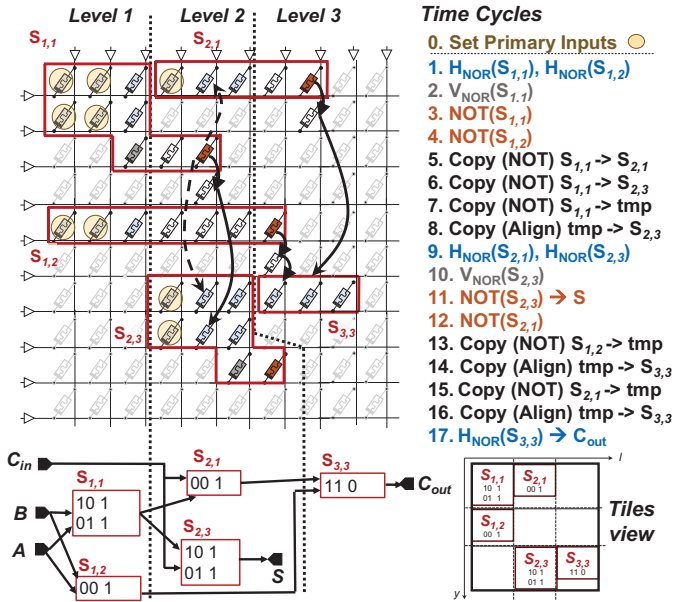 Level 1
Level 2
Level 3
Time Cycles
S1,1
S2,1
0. Set Primary Inputs
1. HNOR(S1,1), HNOR(S1,2)
2. VNOR(S1.1)
3. NOT(S1,1)
4. NOT(S1,2)
5. Copy (NOT) S1,1 -> S2,1
6. Copy (NOT) S1,1 -> S2,3
7. Copy (NOT) S1,1 -> tmp
8. Copy (Align) tmp -> S2,3
9. HNOR(S2,1), HNOR(S2,3)
10. VNOR(S2,3)
11. NOT(S2,3) → S
12. NOT(S2,1)
13. Copy (NOT) S1,2 -> tmp
14. Copy (Align) tmp -> S3,3
15. Copy (NOT) S2,1 -> tmp
16. Copy (Align) tmp -> S3,3
17. HNOR(S3,3) → Cout
S1,2
S2,3
S3,3
Cin
B
A
S1,1
10 1
01 1
S1,2
00 1
S2,1
00 1
S2,3
10 1
01 1
S
S3,3
11 0
Cout
l
S1,1
10 1
01 1
S2,1
00 1
S1,2
00 1
S2,3
10 1
01 1
S3,3
11 0
y
Tiles
view